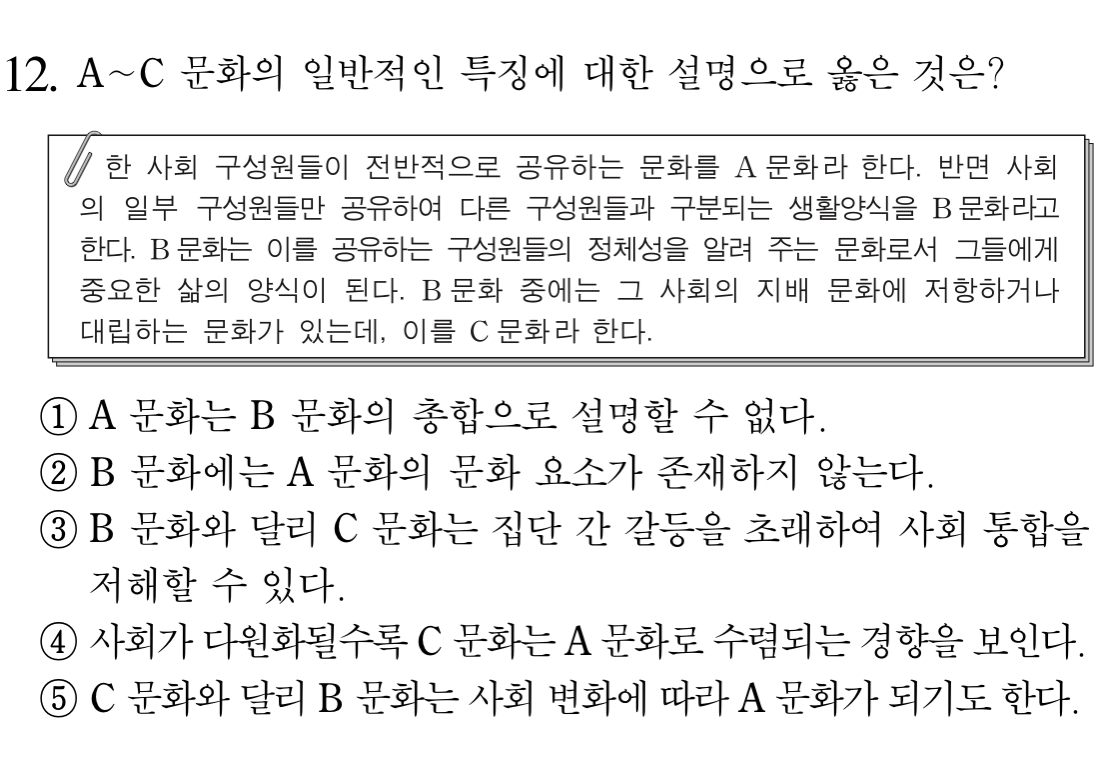 12. A~C 문화의 일반적인 특징에 대한 설명으로 옳은 것은?
한 사회 구성원들이 전반적으로 공유하는 문화를 A 문화라 한다. 반면 사회
의 일부 구성원들만 공유하여 다른 구성원들과 구분되는 생활양식을 B 문화라고
한다. B 문화는 이를 공유하는 구성원들의 정체성을 알려 주는 문화로서 그들에게
중요한 삶의 양식이 된다. B 문화 중에는 그 사회의 지배 문화에 저항하거나
대립하는 문화가 있는데, 이를 C 문화라 한다.
① A 문화는 B 문화의 총합으로 설명할 수 없다.
② B 문화에는 A 문화의 문화 요소가 존재하지 않는다.
③ B 문화와 달리 C 문화는 집단 간 갈등을 초래하여 사회 통합을
저해할 수 있다.
④ 사회가 다원화될수록 C 문화는 A 문화로 수렴되는 경향을 보인다.
⑤ C 문화와 달리 B 문화는 사회 변화에 따라 A 문화가 되기도 한다.